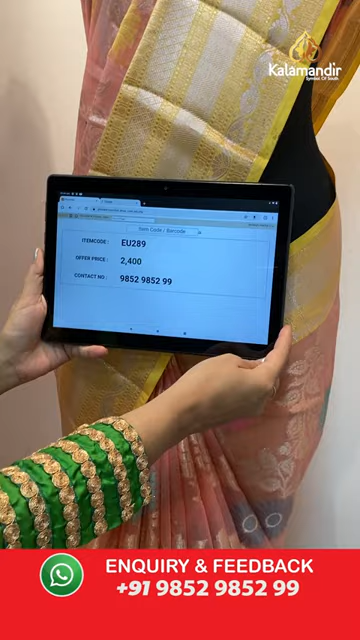 Kalamandir
Symbol Of South
Item Code / Barcode
ITEMCODE : EU289
OFFER PRICE : 2,400
CONTACT NO : 9852 9852 99
ENQUIRY & FEEDBACK
+91 9852 9852 99